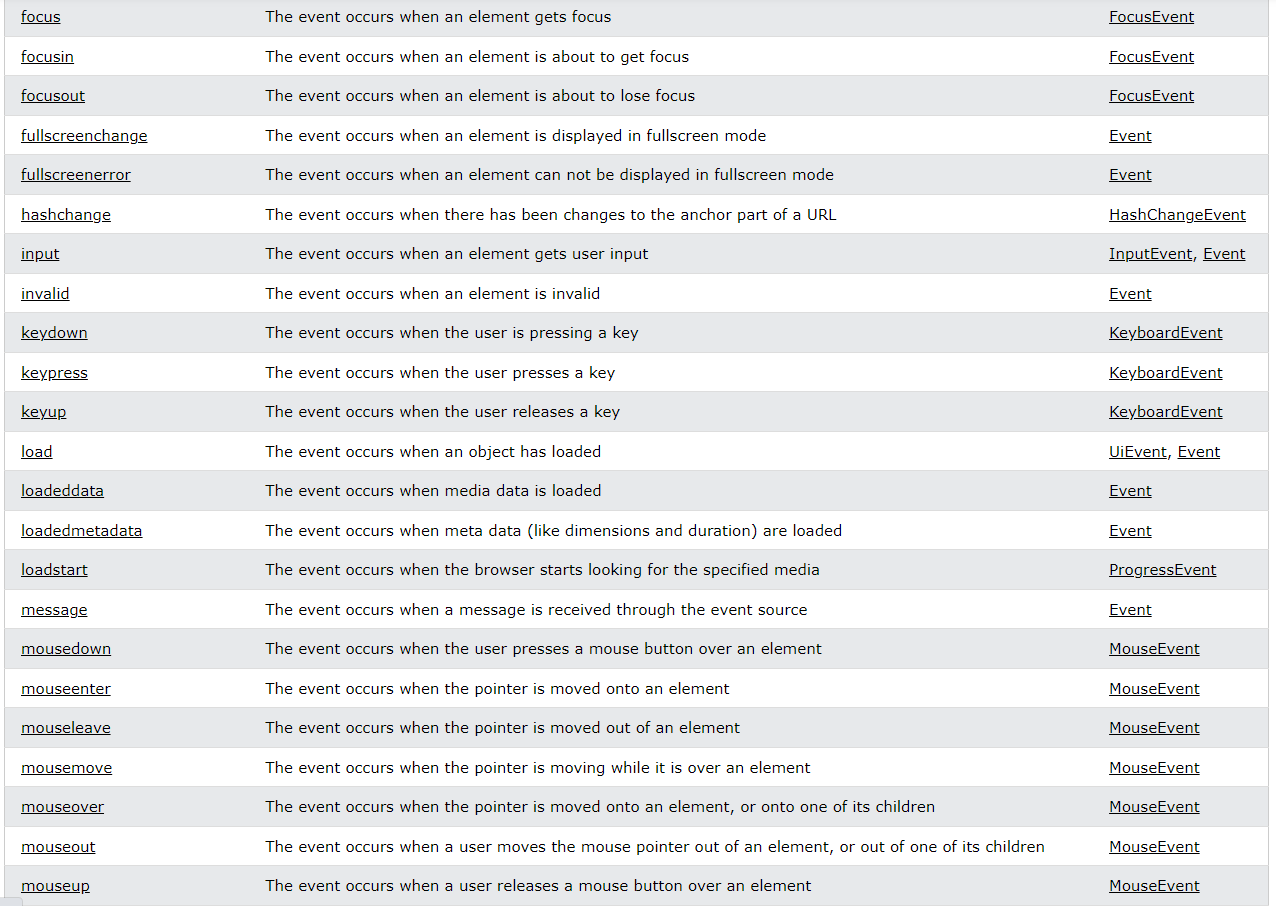 focus The event occurs when an element gets focus FocusEvent
focusin The event occurs when an element is about to get focus FocusEvent
focusout The event occurs when an element is about to lose focus FocusEvent
fullscreenchange The event occurs when an element is displayed in fullscreen mode Event
fullscreenerror The event occurs when an element can not be displayed in fullscreen mode Event
hashchange The event occurs when there has been changes to the anchor part of a URL HashChangeEvent
input The event occurs when an element gets user input InputEvent, Event
invalid The event occurs when an element is invalid Event
keydown The event occurs when the user is pressing a key KeyboardEvent
keypress The event occurs when the user presses a key KeyboardEvent
keyup The event occurs when the user releases a key KeyboardEvent
load The event occurs when an object has loaded UiEvent, Event
loadeddata The event occurs when media data is loaded Event
loadedmetadata The event occurs when meta data (like dimensions and duration) are loaded Event
loadstart The event occurs when the browser starts looking for the specified media ProgressEvent
message The event occurs when a message is received through the event source Event
mousedown The event occurs when the user presses a mouse button over an element MouseEvent
mouseenter The event occurs when the pointer is moved onto an element MouseEvent
mouseleave The event occurs when the pointer is moved out of an element MouseEvent
mousemove The event occurs when the pointer is moving while it is over an element MouseEvent
mouseover The event occurs when the pointer is moved onto an element, or onto one of its children MouseEvent
mouseout The event occurs when a user moves the mouse pointer out of an element, or out of one of its children MouseEvent
mouseup The event occurs when a user releases a mouse button over an element MouseEvent